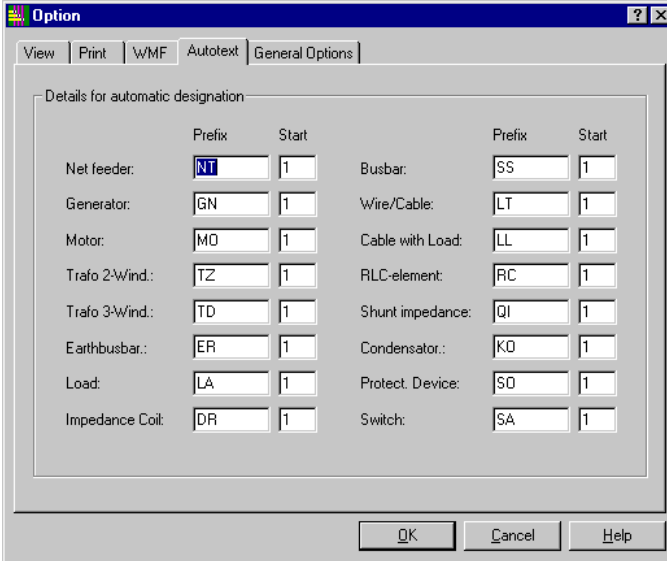 Option
View Print WMF Autotext General Options
Details for automatic designation
Prefix Start Prefix Start
Net feeder: NT 1 Busbar: SS 1
Generator: GN 1 Wire/Cable: LT 1
Motor: MO 1 Cable with Load: LL 1
Trafo 2-Wind.: TZ 1 RLC-element: RC 1
Trafo 3-Wind.: TD 1 Shunt impedance: QI 1
Earthbusbar.: ER 1 Condensator.: KO 1
Load: LA 1 Protect. Device: SO 1
Impedance Coil: DR 1 Switch: SA 1
OK Cancel Help